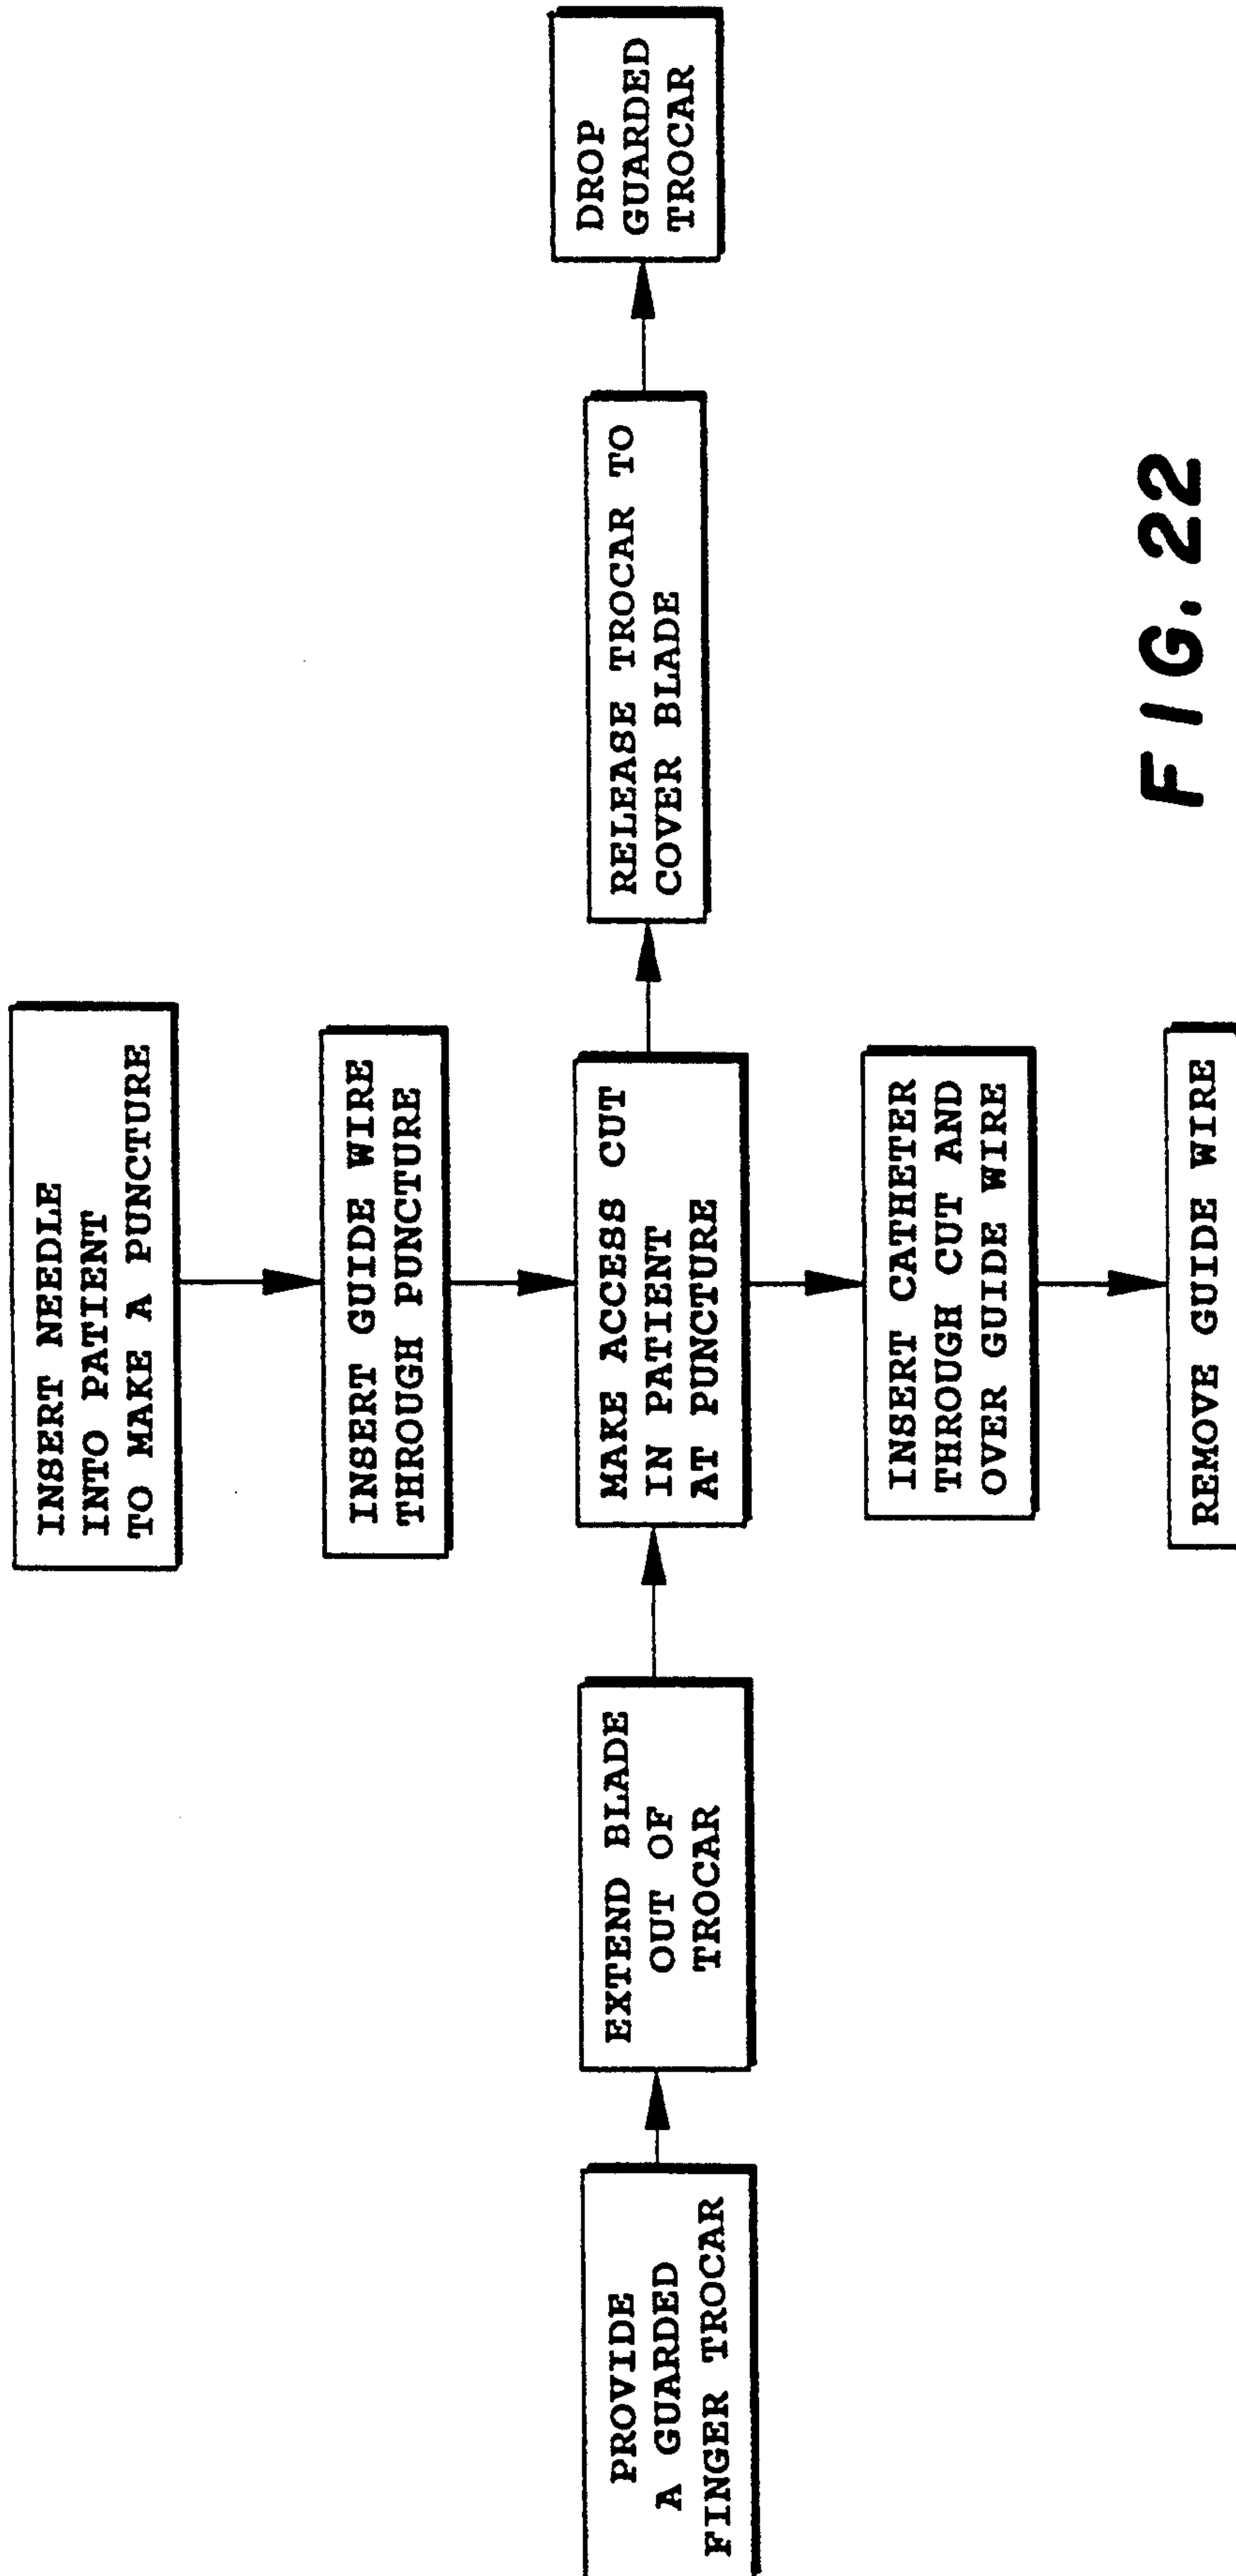 INSERT NEEDLE
INTO PATIENT
TO MAKE A PUNCTURE
INSERT GUIDE WIRE
THROUGH PUNCTURE
PROVIDE
A GUARDED
FINGER TROCAR
EXTEND BLADE
OUT OF
TROCAR
MAKE ACCESS CUT
IN PATIENT
AT PUNCTURE
RELEASE TROCAR TO
COVER BLADE
DROP
GUARDED
TROCAR
INSERT CATHETER
THROUGH CUT AND
OVER GUIDE WIRE
REMOVE GUIDE WIRE
FIG. 22